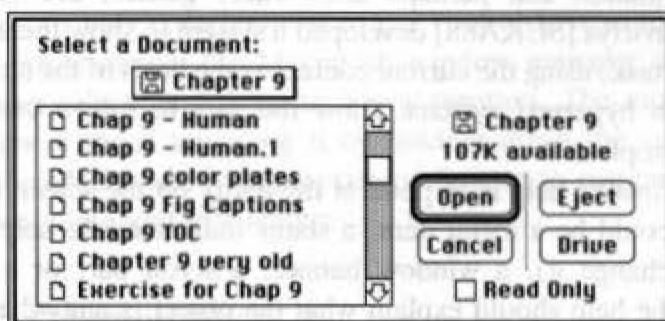 Select a Document:
Chapter 9
Chap 9 - Human
Chap 9 - Human.1
Chap 9 color plates
Chap 9 Fig Captions
Chap 9 TOC
Chapter 9 very old
Exercise for Chap 9
Chapter 9
107K available
Open
Eject
Cancel
Drive
Read Only